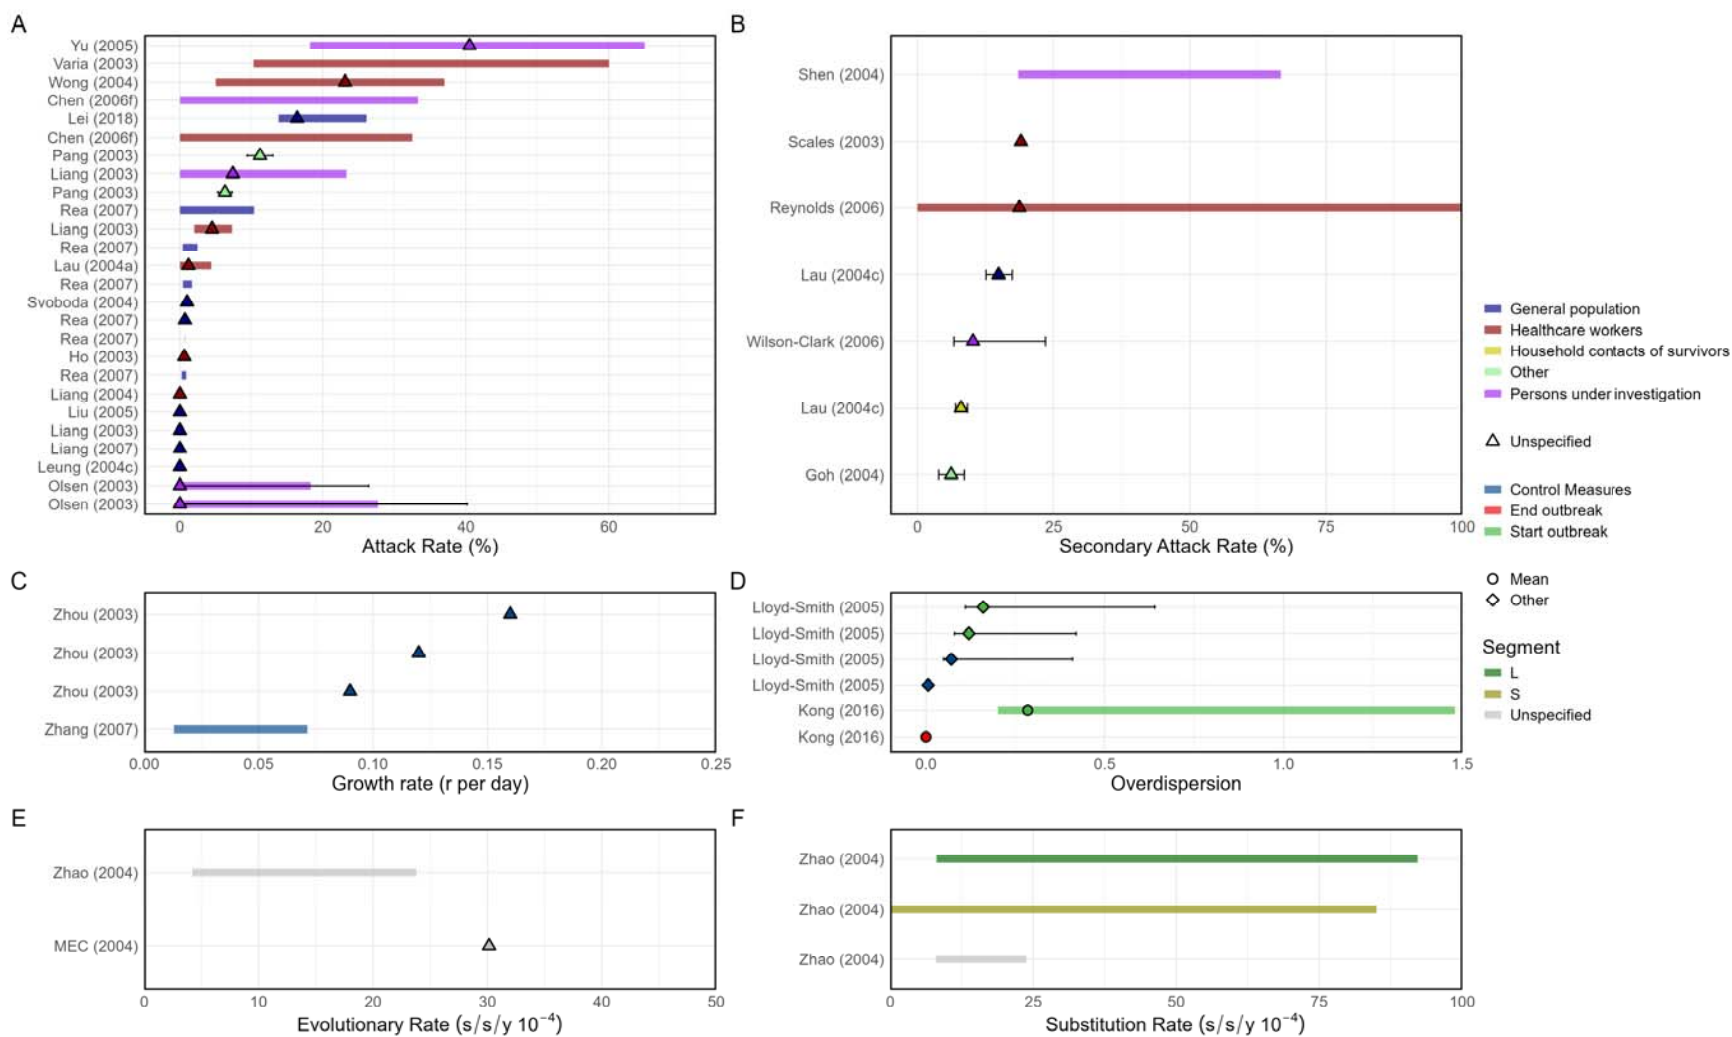 A
Yu (2005)
Varia (2003)
Wong (2004)
Chen (2006f)
Lei (2018)
Chen (2006f)
Pang (2003)
Liang (2003)
Pang (2003)
Rea (2007)
Liang (2003)
Rea (2007)
Lau (2004a)
Rea (2007)
Svoboda (2004)
Rea (2007)
Rea (2007)
Ho (2003)
Rea (2007)
Liang (2004)
Liu (2005)
Liang (2003)
Liang (2007)
Leung (2004c)
Olsen (2003)
Olsen (2003)
0 20 40 60
Attack Rate (%)
B
Shen (2004)
Scales (2003)
Reynolds (2006)
Lau (2004c)
Wilson-Clark (2006)
Lau (2004c)
Goh (2004)
0 25 50 75 100
Secondary Attack Rate (%)
General population
Healthcare workers
Household contacts of survivors
Other
Persons under investigation
Unspecified
Control Measures
End outbreak
Start outbreak
Mean
Other
Segment
L
S
Unspecified
C
Zhou (2003)
Zhou (2003)
Zhou (2003)
Zhang (2007)
0.00 0.05 0.10 0.15 0.20 0.25
Growth rate (r per day)
D
Lloyd-Smith (2005)
Lloyd-Smith (2005)
Lloyd-Smith (2005)
Lloyd-Smith (2005)
Kong (2016)
Kong (2016)
0.0 0.5 1.0 1.5
Overdispersion
E
Zhao (2004)
MEC (2004)
0 10 20 30 40 50
Evolutionary Rate (s/s/y 10⁻⁴)
F
Zhao (2004)
Zhao (2004)
Zhao (2004)
0 25 50 75 100
Substitution Rate (s/s/y 10⁻⁴)